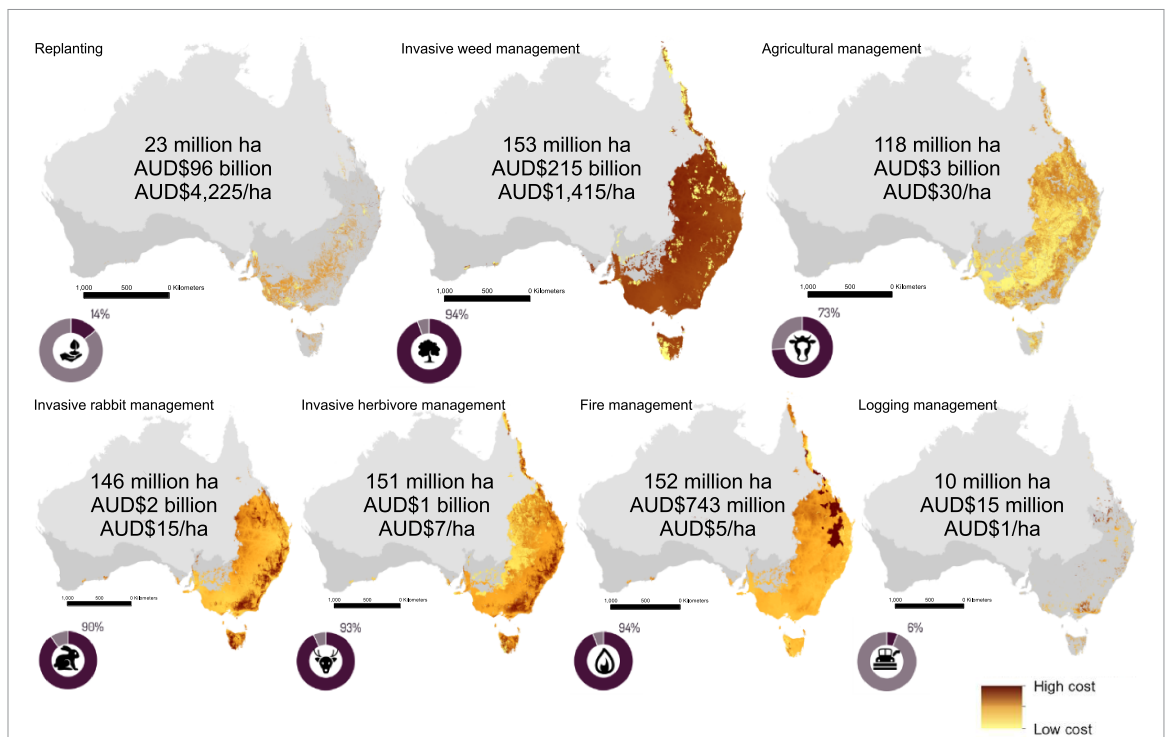 Replanting
23 million ha
AUD$96 billion
AUD$4,225/ha
1,000 500 0 Kilometers
14%
Invasive weed management
153 million ha
AUD$215 billion
AUD$1,415/ha
1,000 500 0 Kilometers
94%
Agricultural management
118 million ha
AUD$3 billion
AUD$30/ha
1,000 500 0 Kilometers
73%
Invasive rabbit management
146 million ha
AUD$2 billion
AUD$15/ha
1,000 500 0 Kilometers
90%
Invasive herbivore management
151 million ha
AUD$1 billion
AUD$7/ha
1,000 500 0 Kilometers
93%
Fire management
152 million ha
AUD$743 million
AUD$5/ha
1,000 500 0 Kilometers
94%
Logging management
10 million ha
AUD$15 million
AUD$1/ha
1,000 500 0 Kilometers
6%
High cost
Low cost